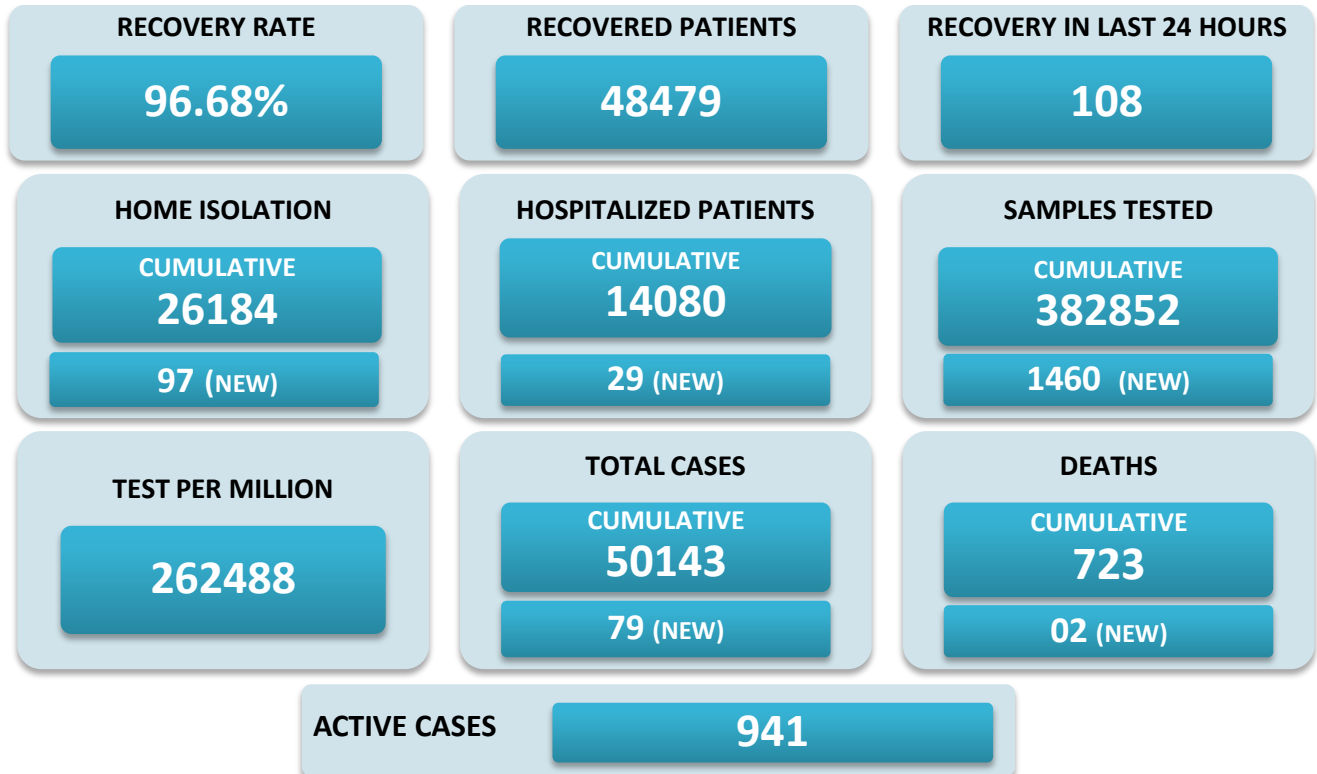 RECOVERY RATE
96.68%
RECOVERED PATIENTS
48479
RECOVERY IN LAST 24 HOURS
108
HOME ISOLATION
CUMULATIVE
26184
97 (NEW)
HOSPITALIZED PATIENTS
CUMULATIVE
14080
29 (NEW)
SAMPLES TESTED
CUMULATIVE
382852
1460 (NEW)
TEST PER MILLION
262488
TOTAL CASES
CUMULATIVE
50143
79 (NEW)
DEATHS
CUMULATIVE
723
02 (NEW)
ACTIVE CASES
941